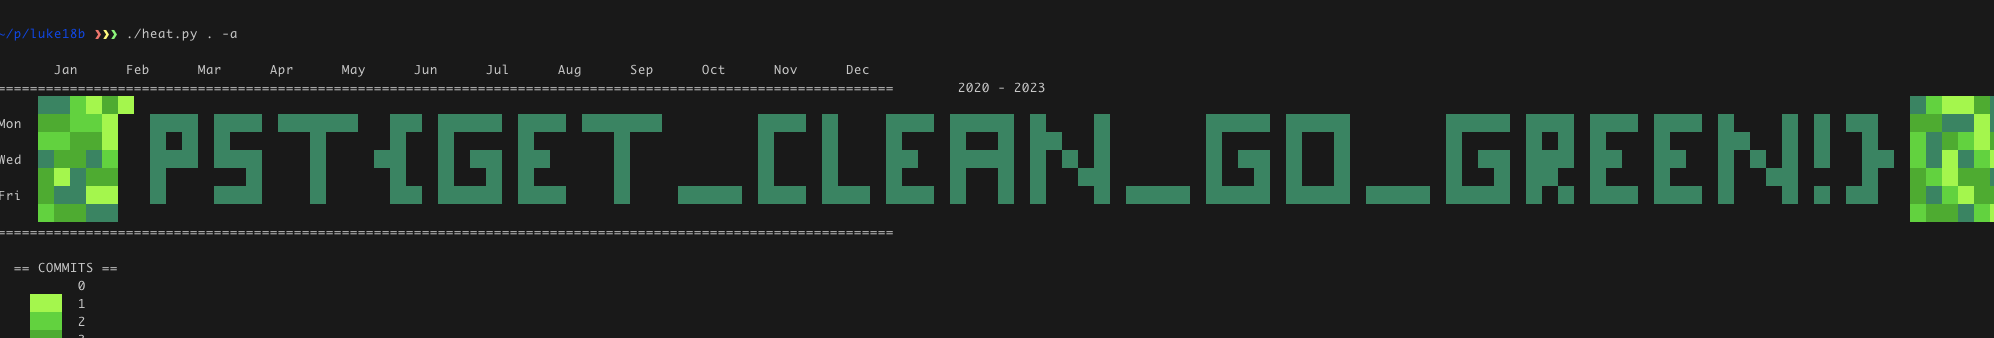 ~/p/luke18b ❯❯❯ ./heat.py . -a
Jan Feb Mar Apr May Jun Jul Aug Sep Oct Nov Dec
2020 - 2023
Mon
PST{GET_CLEAN_GO_GREEN!}
Wed
Fri
== COMMITS ==
0
1
2